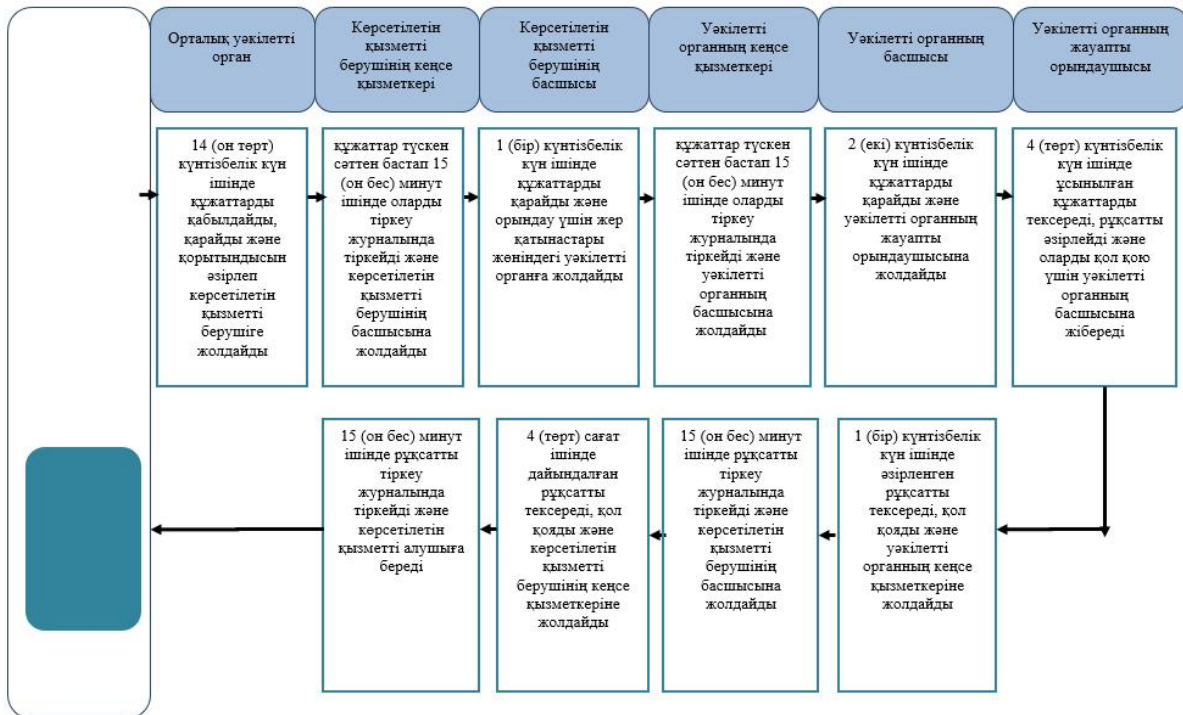 Орталық уәкілетті
орган
Көрсетілетін
қызметті
берушінің кеңсе
қызметкері
Көрсетілетін
қызметті
берушінің
басшысы
Уәкілетті
органның кеңсе
қызметкері
Уәкілетті органның
басшысы
Уәкілетті органның
жауапты
орындаушысы
14 (он төрт)
күнтізбелік күн
ішінде
құжаттарды
қабылдайды,
қарайды және
қорытындысын
әзірлеп
көрсетілетін
қызметті
берушіге
жолдайды
құжаттар түскен
сәттен бастап 15
(он бес) минут
ішінде оларды
тіркеу
журналында
тіркейді және
көрсетілетін
қызметті
берушінің
басшысына
жолдайды
1 (бір) күнтізбелік
күн ішінде
құжаттарды
қарайды және
орындау үшін жер
қатынастары
жөніндегі уәкілетті
органға жолдайды
құжаттар түскен
сәттен бастап 15
(он бес) минут
ішінде оларды
тіркеу
журналында
тіркейді және
уәкілетті
органның
басшысына
жолдайды
2 (екі) күнтізбелік
күн ішінде
құжаттарды
қарайды және
уәкілетті органның
жауапты
орындаушысына
жолдайды
4 (төрт) күнтізбелік
күн ішінде
ұсынылған
құжаттарды
тексереді, рұқсатты
әзірлейді және
оларды қол қою
үшін уәкілетті
органның
басшысына
жібереді
15 (он бес) минут
ішінде рұқсатты
тіркеу
журналында
тіркейді және
көрсетілетін
қызметті алушыға
береді
4 (төрт) сағат
ішінде
дайындалған
рұқсатты
тексереді, қол
қояды және
көрсетілетін
қызметті
берушінің кеңсе
қызметкеріне
жолдайды
15 (он бес) минут
ішінде рұқсатты
тіркеу
журналында
тіркейді және
көрсетілетін
қызметті
берушінің
басшысына
жолдайды
1 (бір) күнтізбелік
күн ішінде
әзірленген
рұқсатты
тексереді, қол
қояды және
уәкілетті
органның кеңсе
қызметкеріне
жолдайды